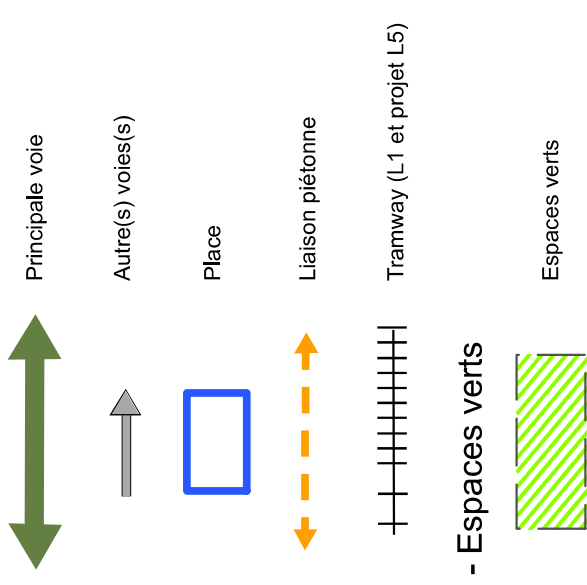 Principale voie
Autre(s) voies(s)
Place
Liaison piétonne
Tramway (L1 et projet L5)
- Espaces verts
Espaces verts